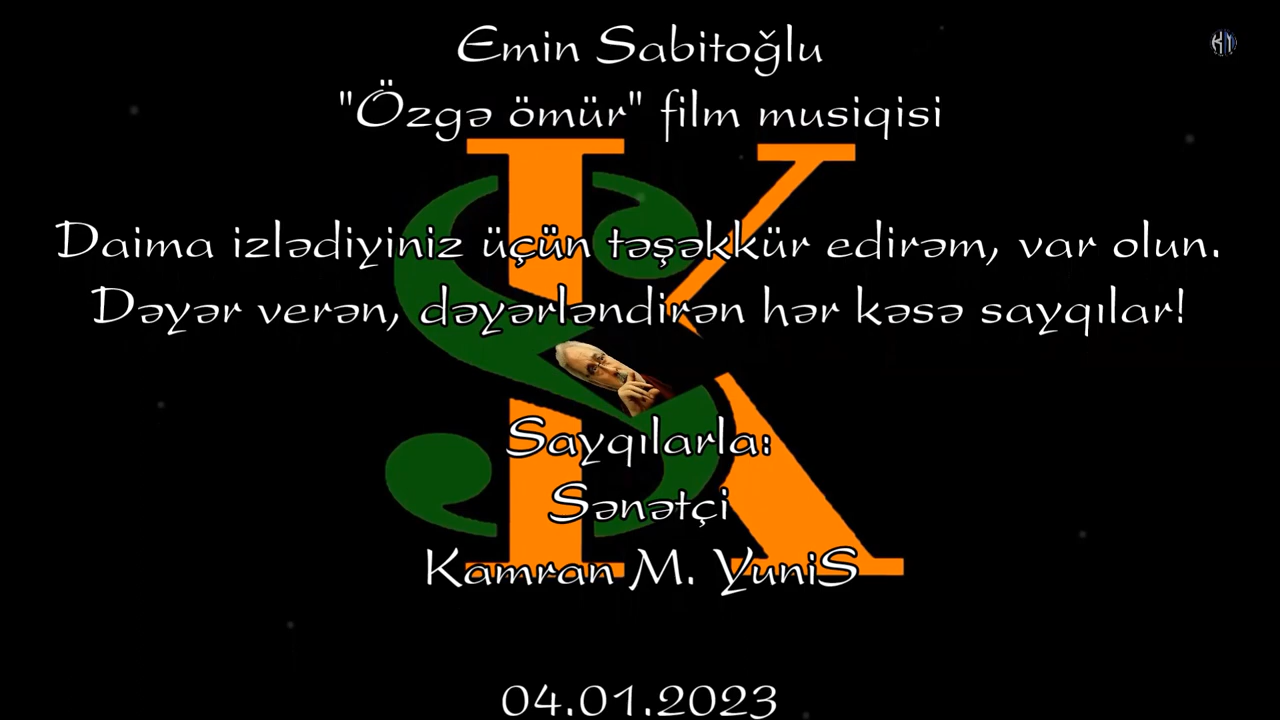 Emin Sabitoğlu
"Özgə ömür" film musiqisi
Daima izlədiyiniz üçün təşəkkür edirəm, var olun.
Dəyər verən, dəyərləndirən hər kəsə sayqılar!
Sayqılarla:
Sənətçi
Kamran M. YuniS
04.01.2023